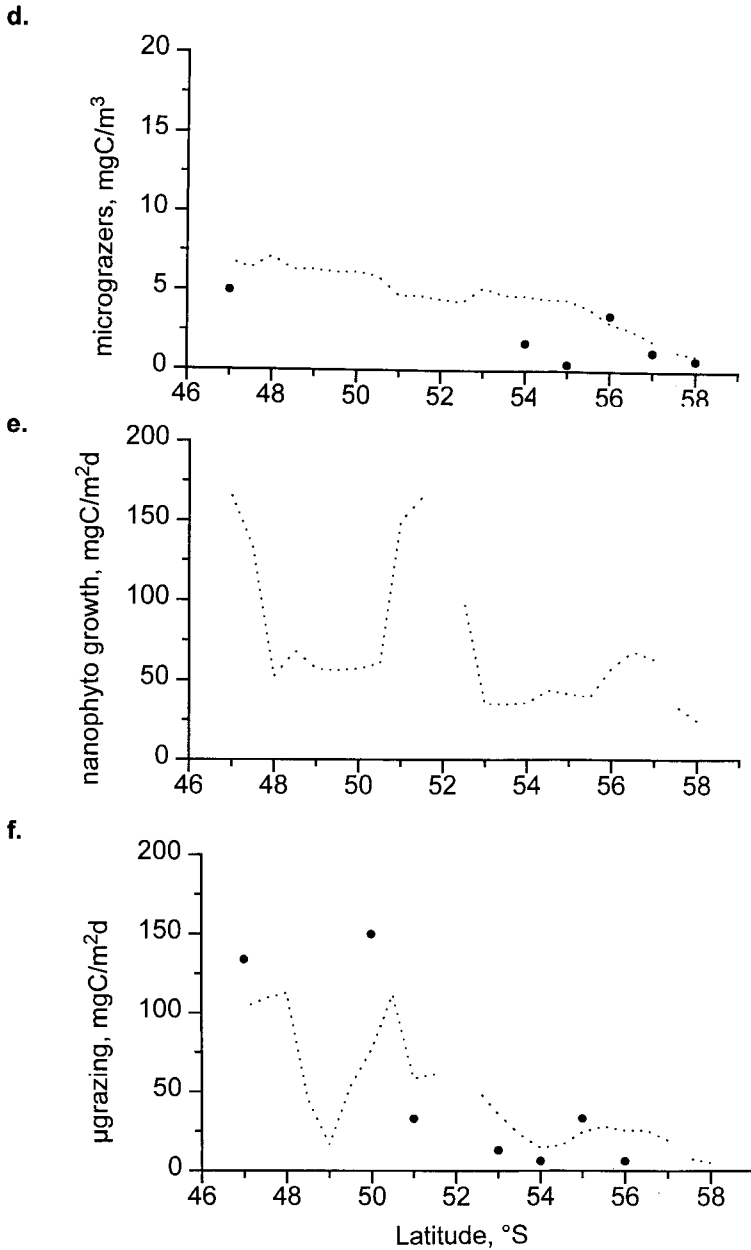 d.
micrograzers, mgC/m³
20
15
10
5
0
46 48 50 52 54 56 58
e.
nanophyto growth, mgC/m²d
200
150
100
50
0
46 48 50 52 54 56 58
f.
µgrazing, mgC/m²d
200
150
100
50
0
46 48 50 52 54 56 58
Latitude, °S